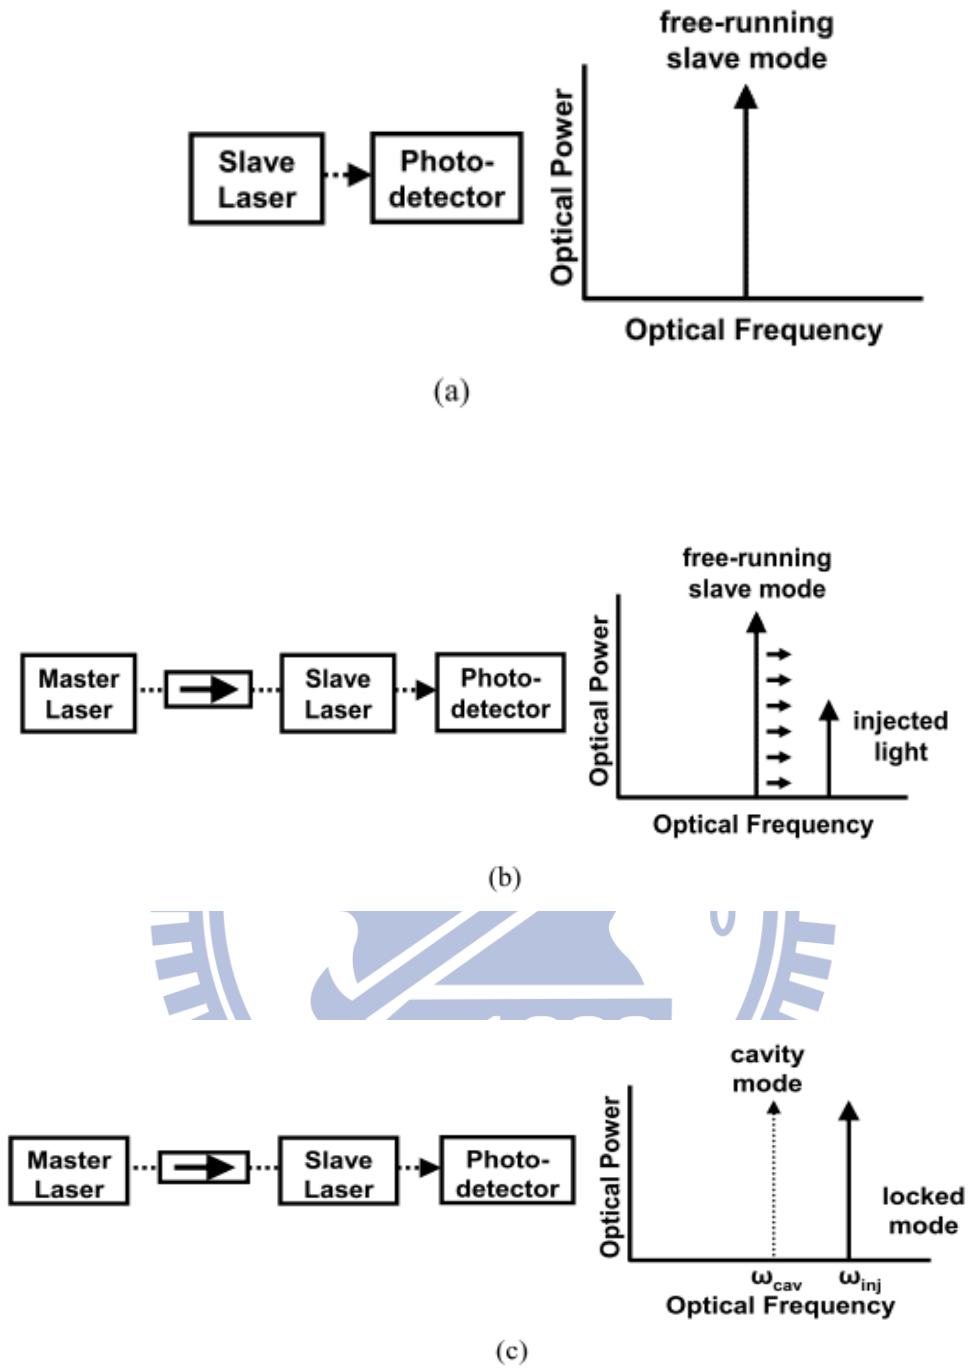 free-running
slave mode
Slave
Laser
Photo-
detector
Optical Power
Optical Frequency
(a)
free-running
slave mode
Master
Laser
Slave
Laser
Photo-
detector
Optical Power
injected
light
Optical Frequency
(b)
cavity
mode
Master
Laser
Slave
Laser
Photo-
detector
Optical Power
locked
mode
ωcav ωinj
Optical Frequency
(c)